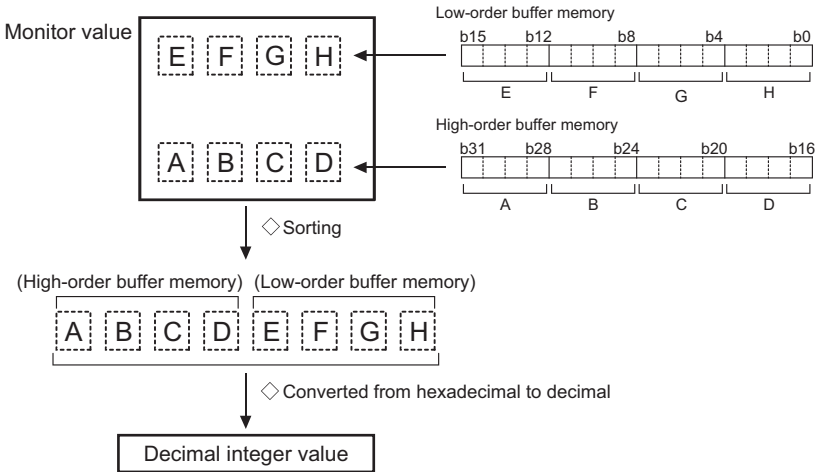 Monitor value
E F G H
A B C D
Low-order buffer memory
b15 b12 b8 b4 b0
E F G H
High-order buffer memory
b31 b28 b24 b20 b16
A B C D
◇ Sorting
(High-order buffer memory) (Low-order buffer memory)
A B C D E F G H
◇ Converted from hexadecimal to decimal
Decimal integer value